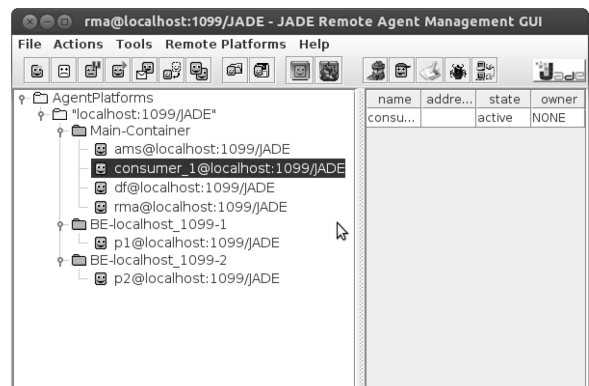 rma@localhost:1099/JADE - JADE Remote Agent Management GUI
File Actions Tools Remote Platforms Help
Jade
AgentPlatforms
"localhost:1099/JADE"
Main-Container
ams@localhost:1099/JADE
consumer_1@localhost:1099/JADE
df@localhost:1099/JADE
rma@localhost:1099/JADE
BE-localhost_1099-1
p1@localhost:1099/JADE
BE-localhost_1099-2
p2@localhost:1099/JADE
name addre... state owner
consu... active NONE